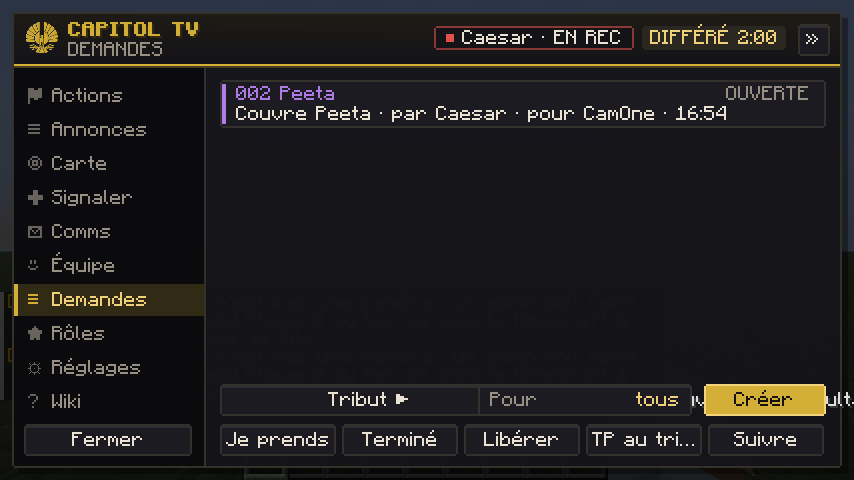 CAPITOL TV
DEMANDES
Caesar · EN REC
DIFFÉRÉ 2:00
»
Actions
Annonces
Carte
Signaler
Comms
Équipe
Demandes
Rôles
Réglages
? Wiki
Fermer
002 Peeta
OUVERTE
Couvre Peeta · par Caesar · pour CamOne · 16:54
Tribut ►
Pour
tous
Créer
Je prends
Terminé
Libérer
TP au tri...
Suivre